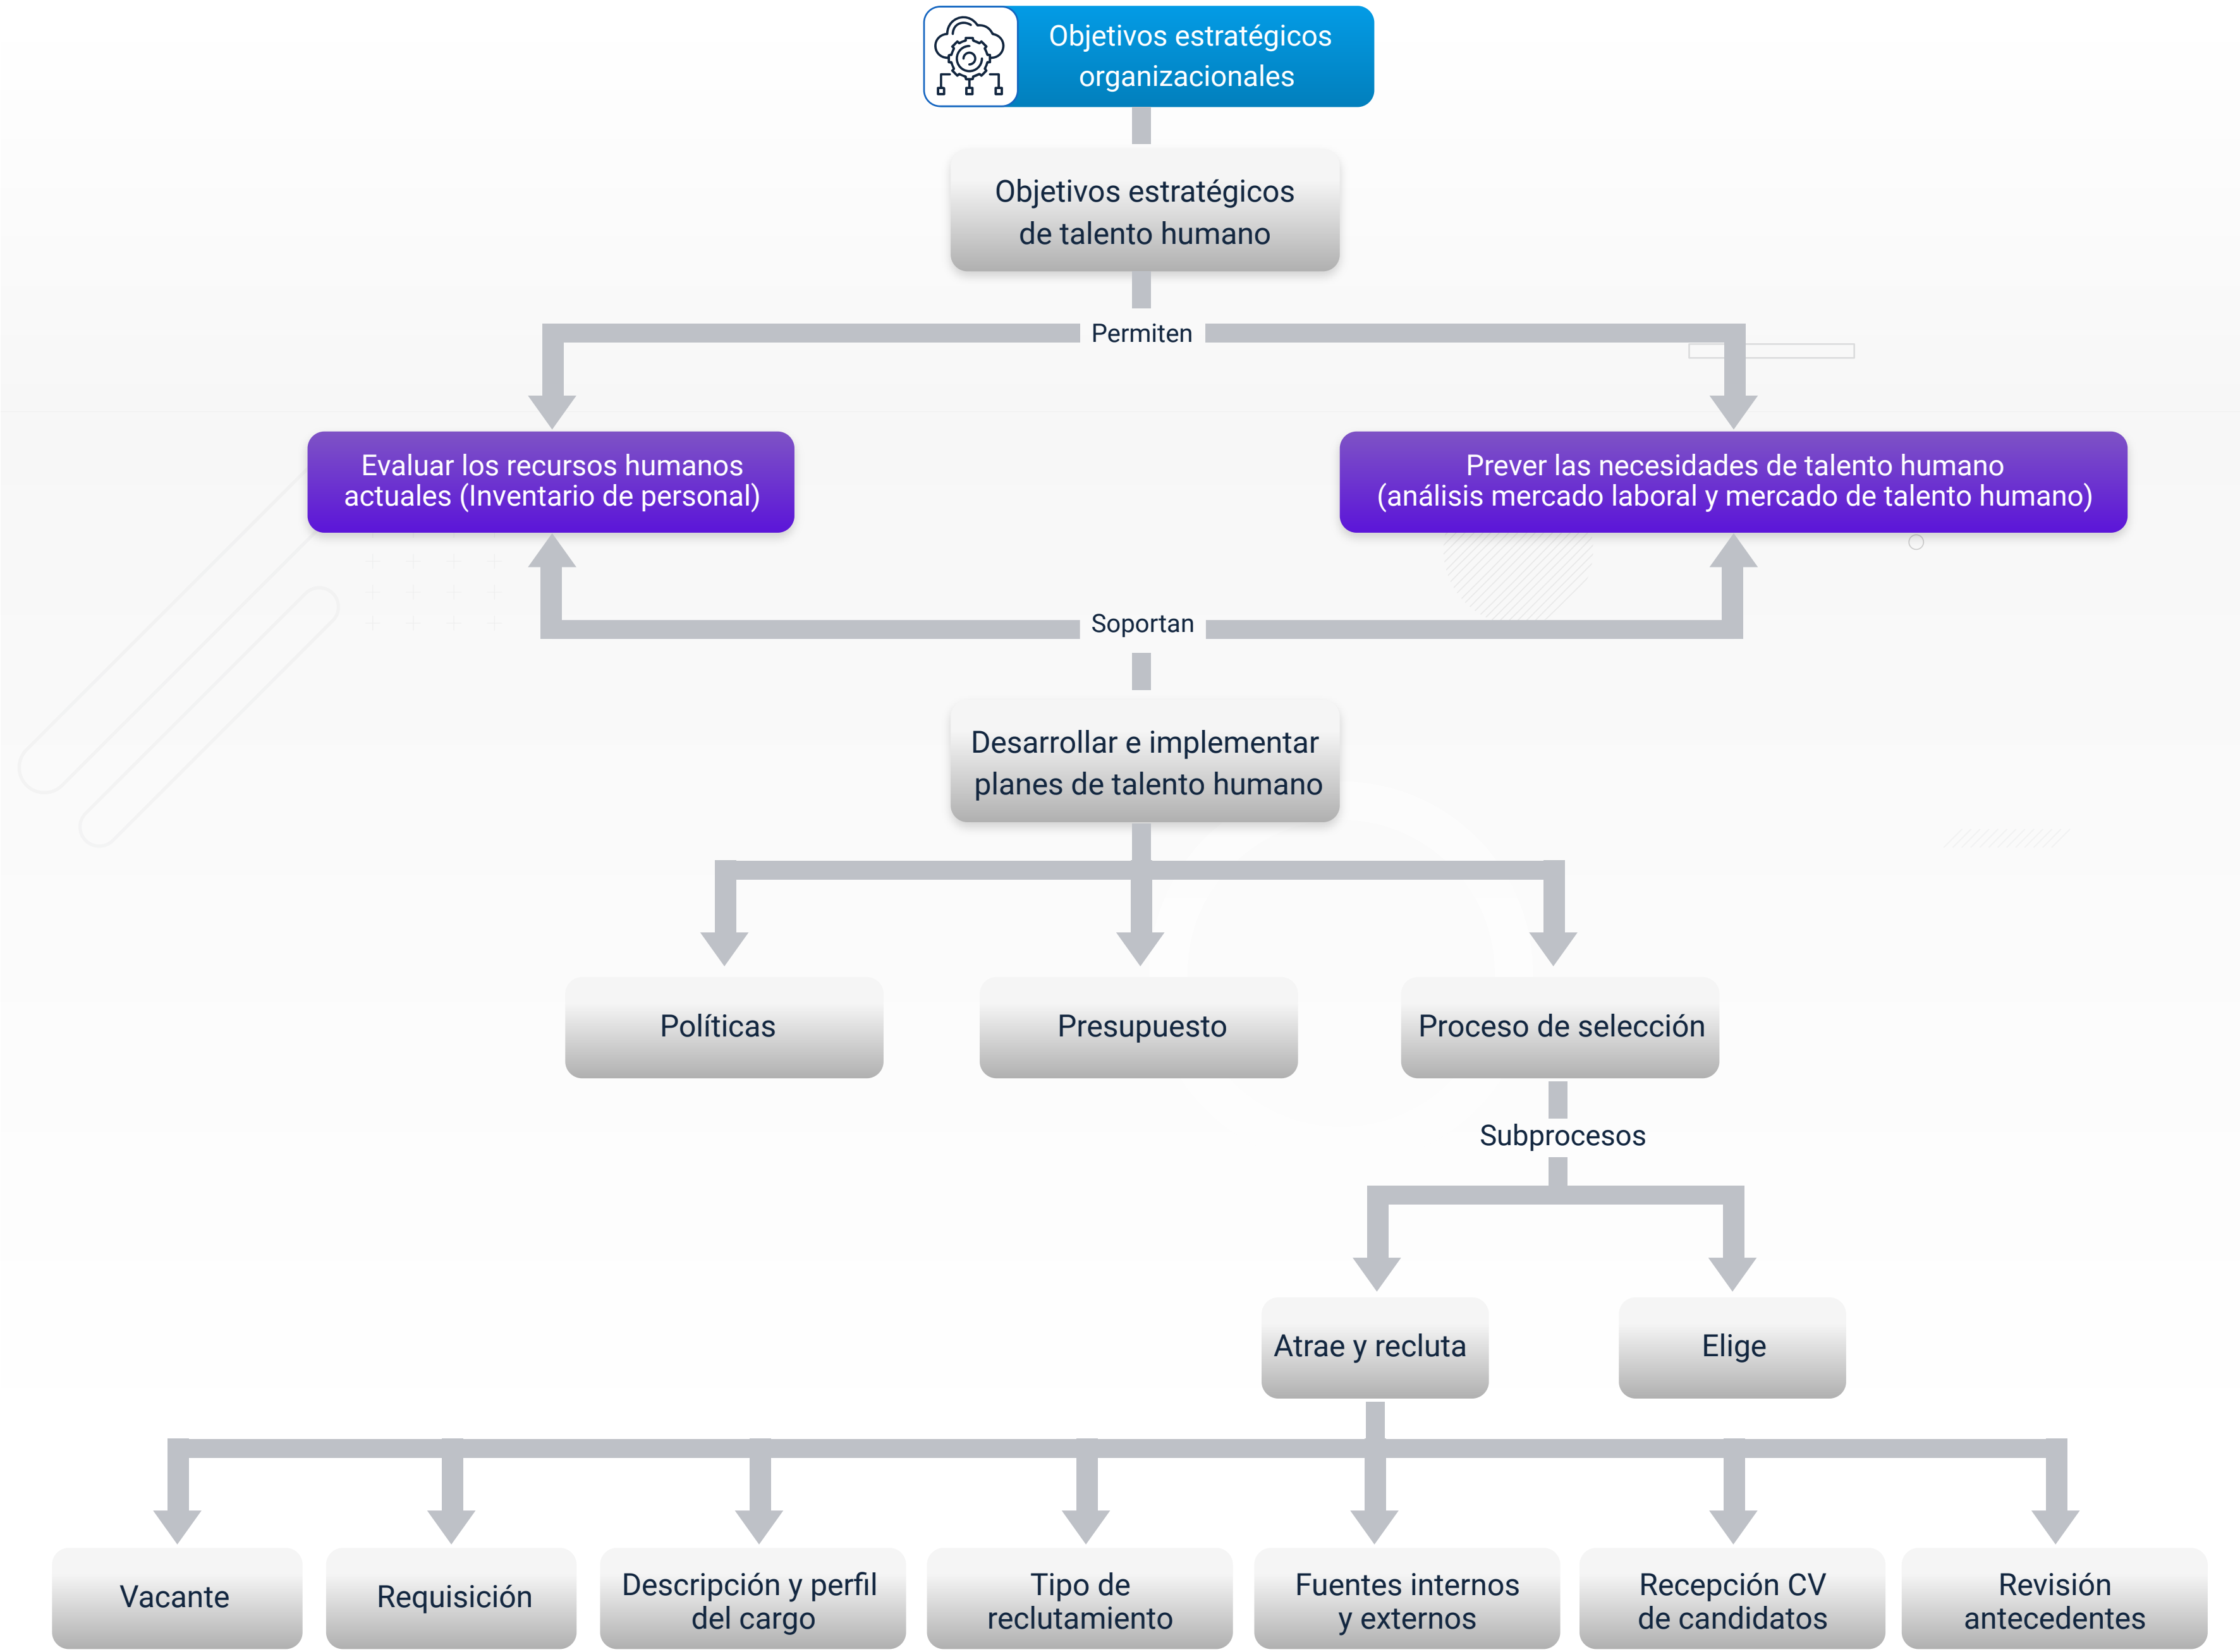 Objetivos estratégicos
organizacionales
Objetivos estratégicos
de talento humano
Permiten
Evaluar los recursos humanos
actuales (Inventario de personal)
Prever las necesidades de talento humano
(análisis mercado laboral y mercado de talento humano)
Soportan
Desarrollar e implementar
planes de talento humano
Políticas
Presupuesto
Proceso de selección
Subprocesos
Atrae y recluta
Elige
Vacante
Requisición
Descripción y perfil
del cargo
Tipo de
reclutamiento
Fuentes internos
y externos
Recepción CV
de candidatos
Revisión
antecedentes